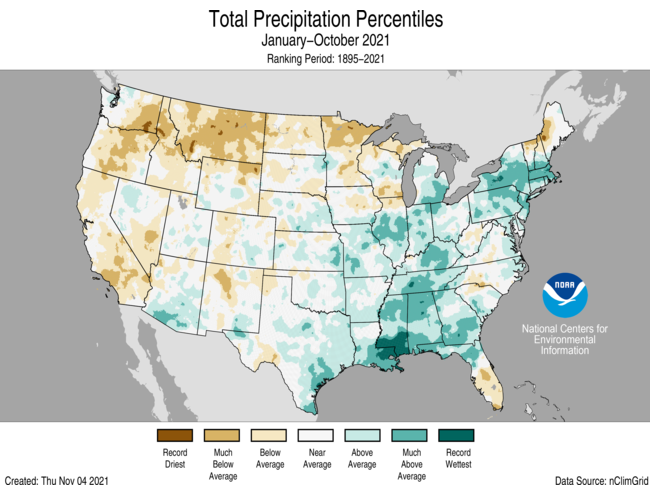 Total Precipitation Percentiles
January–October 2021
Ranking Period: 1895–2021
NOAA
National Centers for
Environmental
Information
Record
Driest
Much
Below
Average
Below
Average
Near
Average
Above
Average
Much
Above
Average
Record
Wettest
Created: Thu Nov 04 2021
Data Source: nClimGrid